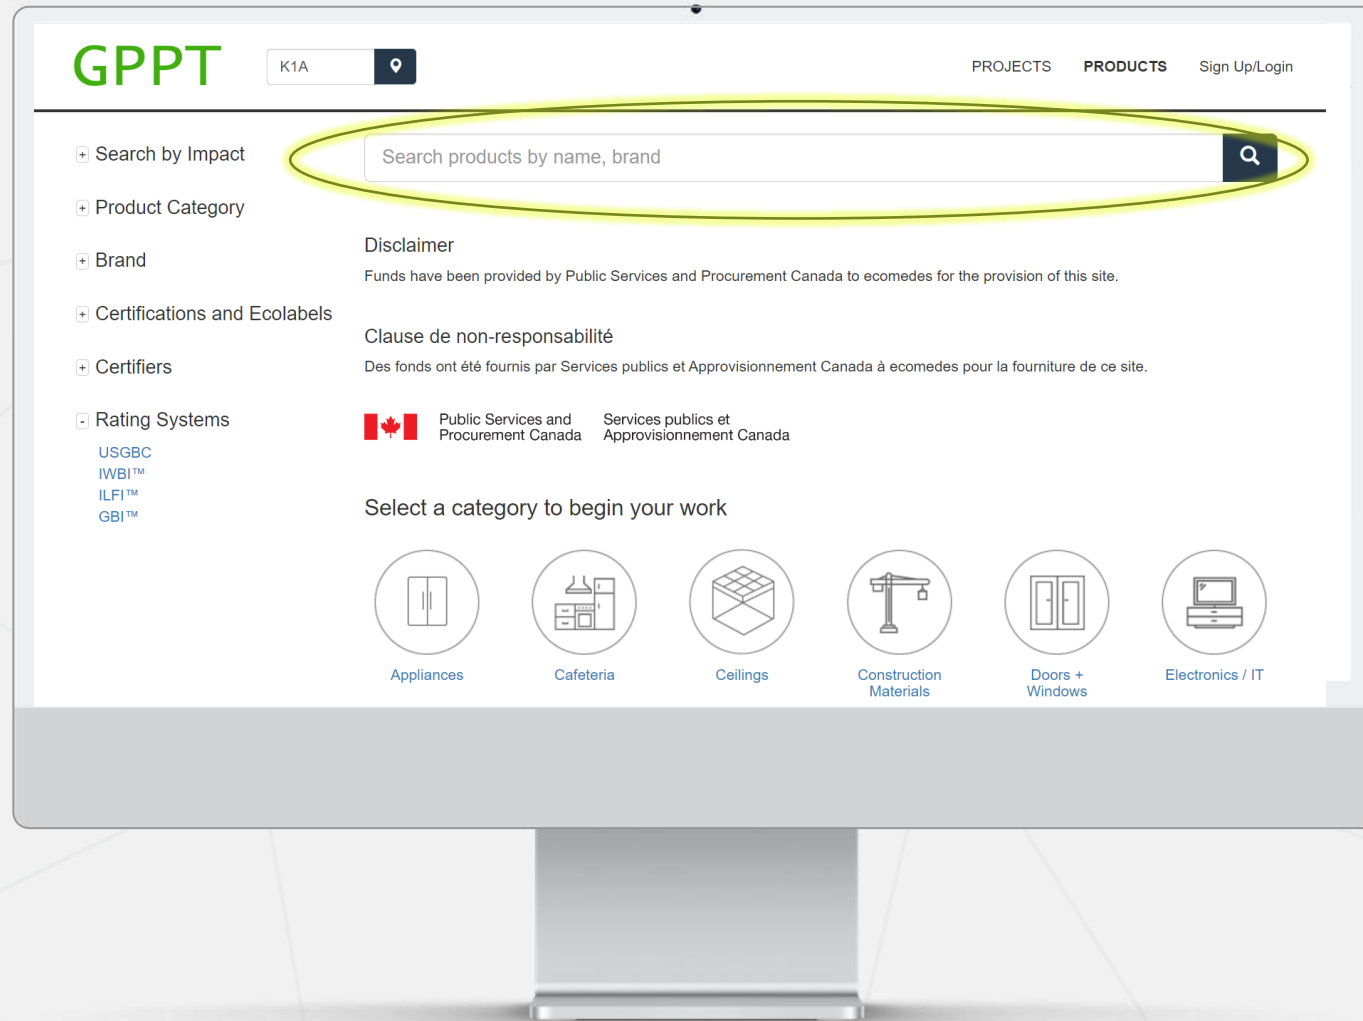 GPPT
K1A
PROJECTS PRODUCTS Sign Up/Login
Search products by name, brand
+ Search by Impact
+ Product Category
+ Brand
+ Certifications and Ecolabels
+ Certifiers
- Rating Systems
USGBC
IWBI™
ILFI™
GBI™
Disclaimer
Funds have been provided by Public Services and Procurement Canada to ecomedes for the provision of this site.
Clause de non-responsabilité
Des fonds ont été fournis par Services publics et Approvisionnement Canada à ecomedes pour la fourniture de ce site.
Public Services and
Procurement Canada
Services publics et
Approvisionnement Canada
Select a category to begin your work
Appliances
Cafeteria
Ceilings
Construction
Materials
Doors +
Windows
Electronics / IT